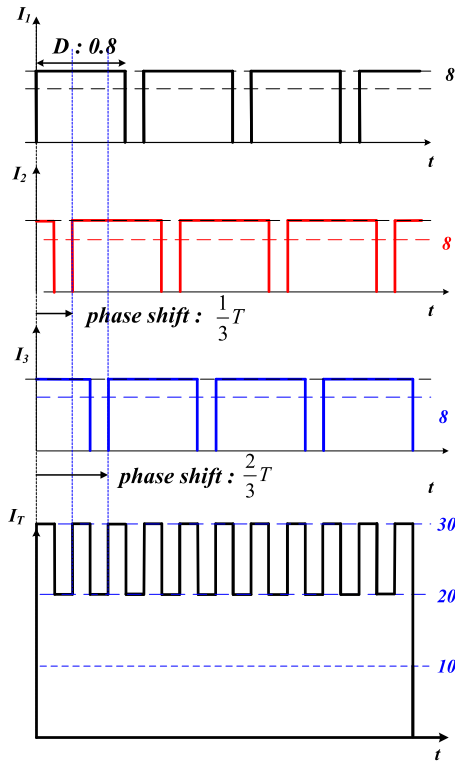 I1
D : 0.8
8
t
I2
8
phase shift : 1/3 T
t
I3
8
phase shift : 2/3 T
t
IT
30
20
10
t